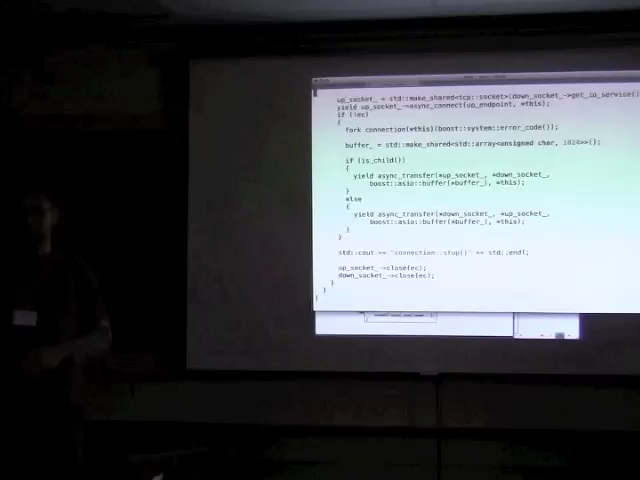 up_socket_ = std::make_shared<tcp::socket>(down_socket_->get_io_service()
yield up_socket_->async_connect(up_endpoint, *this);
if (!ec)
{
fork connection(*this)(boost::system::error_code());
buffer_ = std::make_shared<std::array<unsigned char, 1024>>();
if (is_child())
{
yield async_transfer(*up_socket_, *down_socket_,
boost::asio::buffer(*buffer_), *this);
}
else
{
yield async_transfer(*down_socket_, *up_socket_,
boost::asio::buffer(*buffer_), *this);
}
}
std::cout << "connection::stop()" << std::endl;
up_socket_->close(ec);
down_socket_->close(ec);
}
}
}